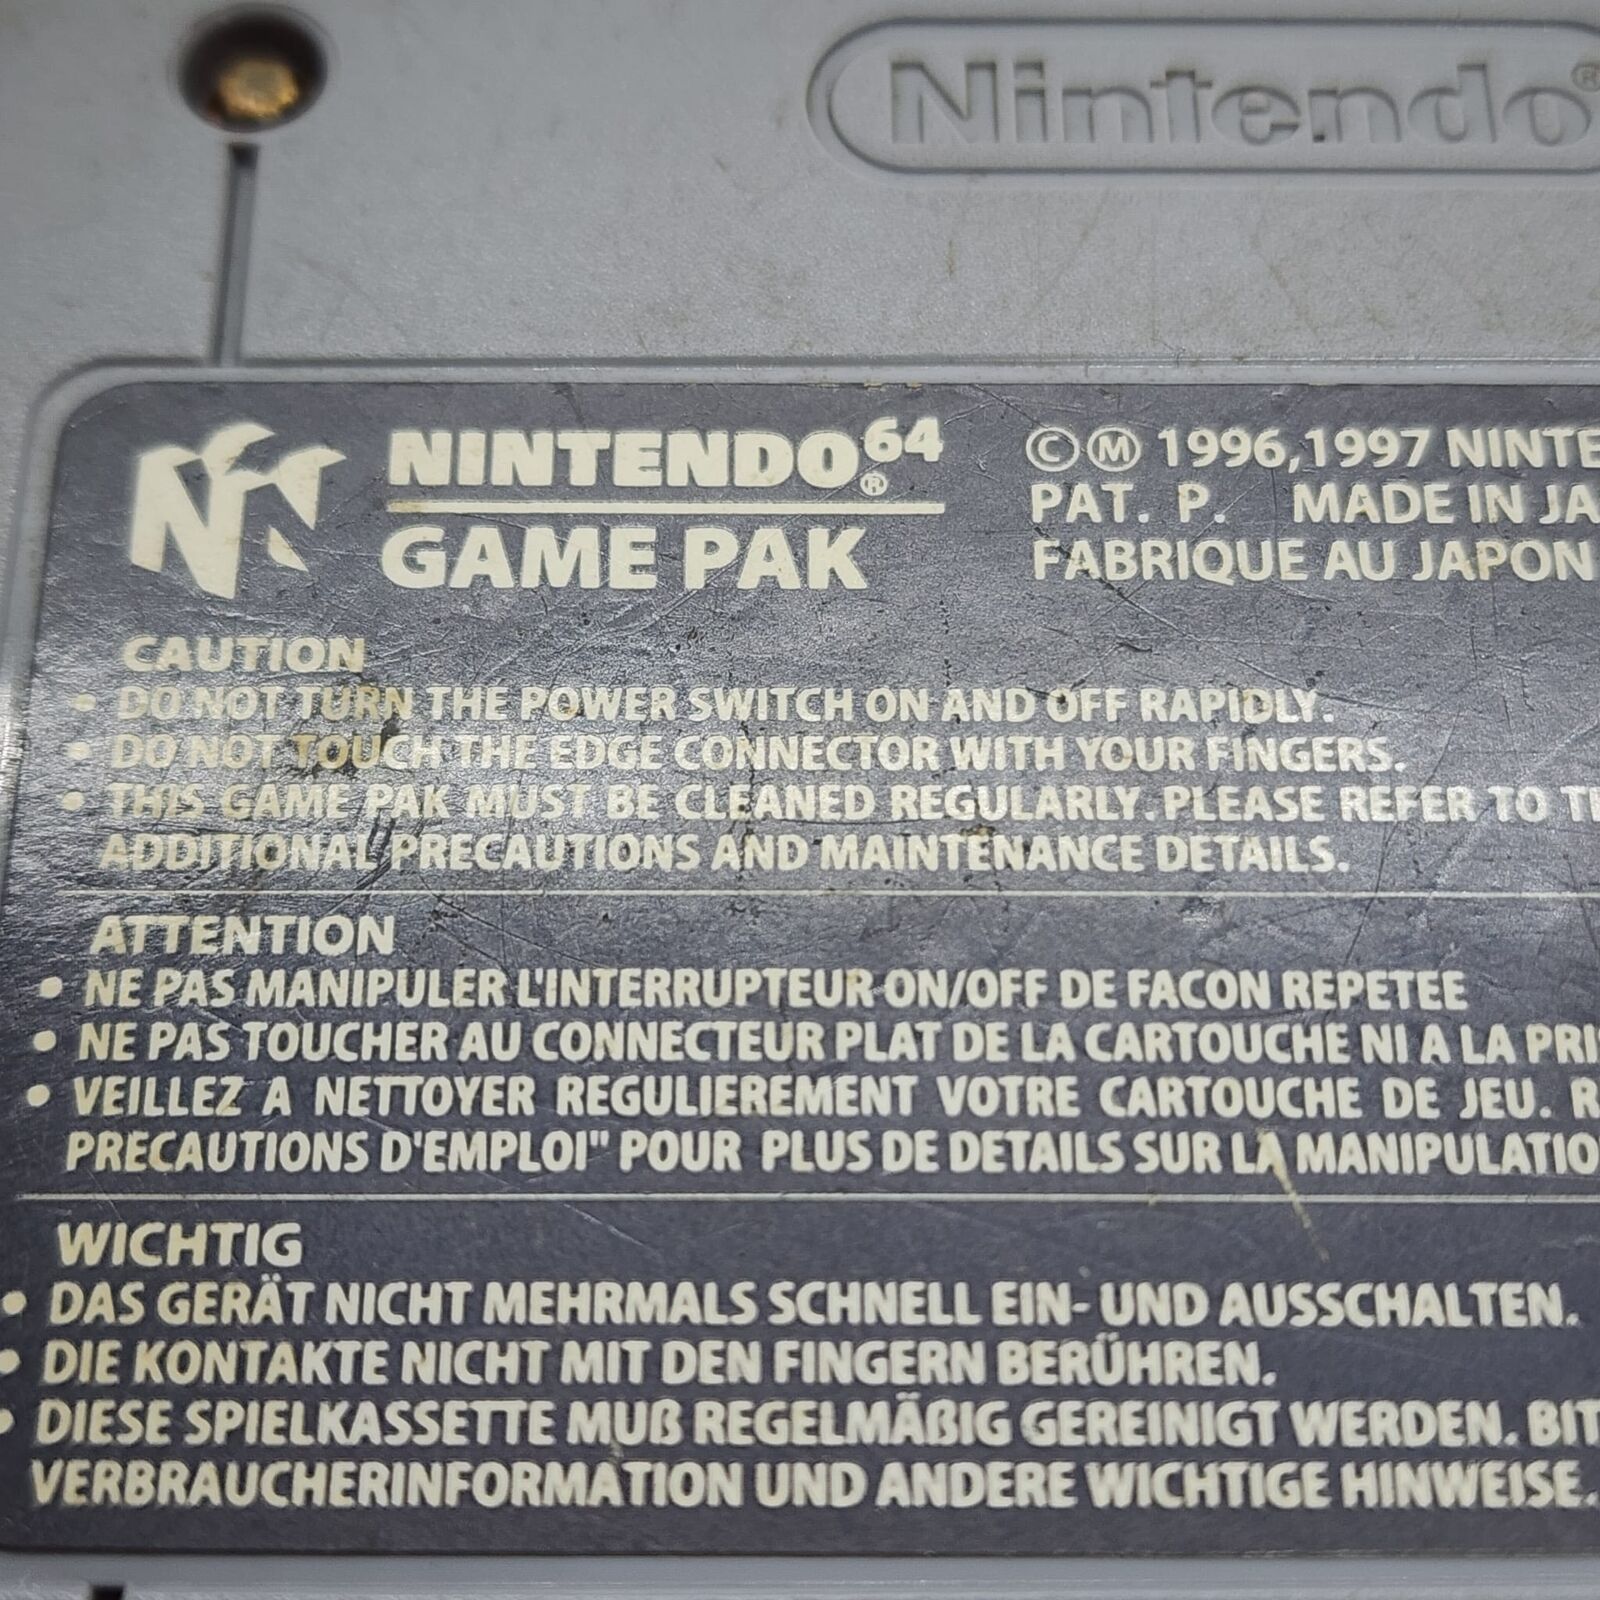 Nintendo®
NINTENDO64®
GAME PAK
©Ⓜ 1996,1997 NINTE
PAT. P. MADE IN JA
FABRIQUE AU JAPON
CAUTION
• DO NOT TURN THE POWER SWITCH ON AND OFF RAPIDLY.
• DO NOT TOUCH THE EDGE CONNECTOR WITH YOUR FINGERS.
• THIS GAME PAK MUST BE CLEANED REGULARLY. PLEASE REFER TO
ADDITIONAL PRECAUTIONS AND MAINTENANCE DETAILS.
ATTENTION
• NE PAS MANIPULER L'INTERRUPTEUR ON/OFF DE FACON REPETEE
• NE PAS TOUCHER AU CONNECTEUR PLAT DE LA CARTOUCHE NI A LA PRI
• VEILLEZ A NETTOYER REGULIEREMENT VOTRE CARTOUCHE DE JEU. R
PRECAUTIONS D'EMPLOI" POUR PLUS DE DETAILS SUR LA MANIPULATIO
WICHTIG
• DAS GERÄT NICHT MEHRMALS SCHNELL EIN- UND AUSSCHALTEN.
• DIE KONTAKTE NICHT MIT DEN FINGERN BERÜHREN.
• DIESE SPIELKASSETTE MUß REGELMÄßIG GEREINIGT WERDEN. BIT
VERBRAUCHERINFORMATION UND ANDERE WICHTIGE HINWEISE.